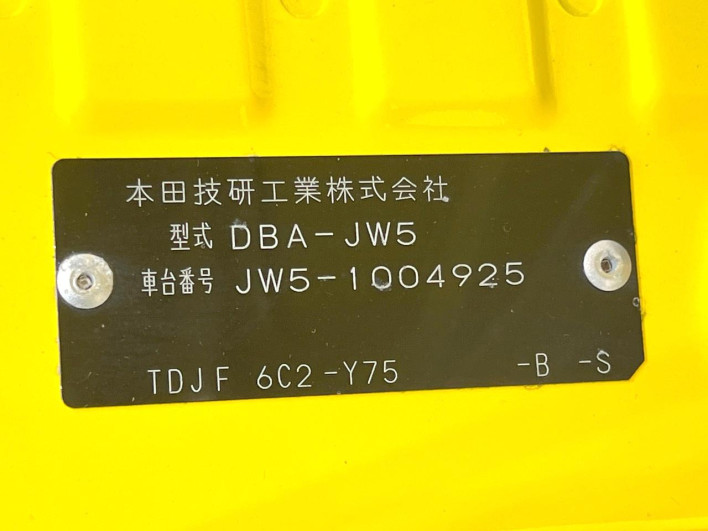 本田技研工業株式会社
型式 DBA-JW5
車台番号 JW5-1004925
TDJF 6C2-Y75 -B -S